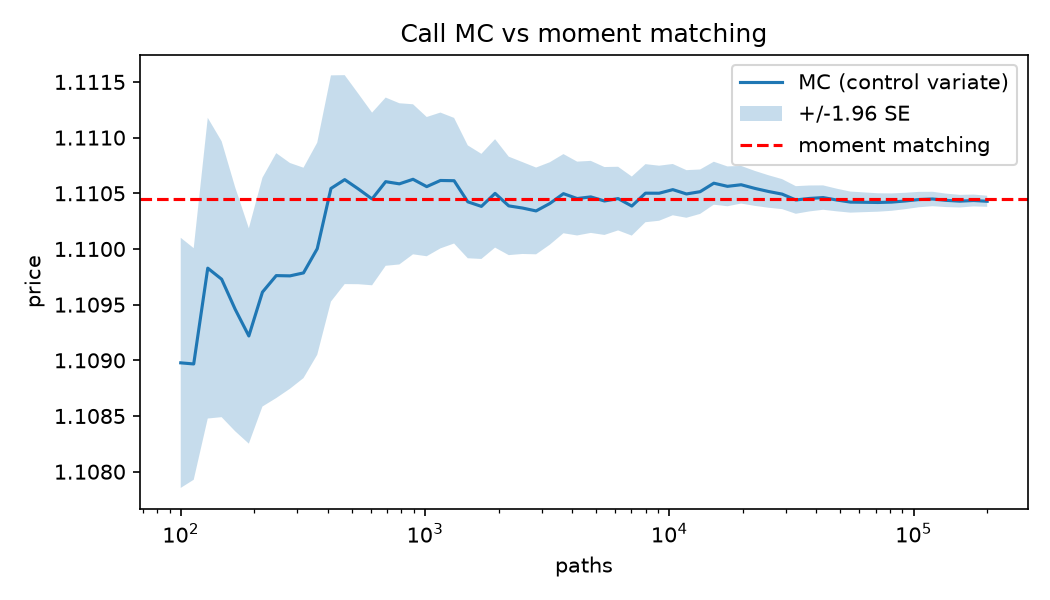 Call MC vs moment matching
MC (control variate)
+/-1.96 SE
moment matching
price
1.1115
1.1110
1.1105
1.1100
1.1095
1.1090
1.1085
1.1080
10²
10³
10⁴
10⁵
paths